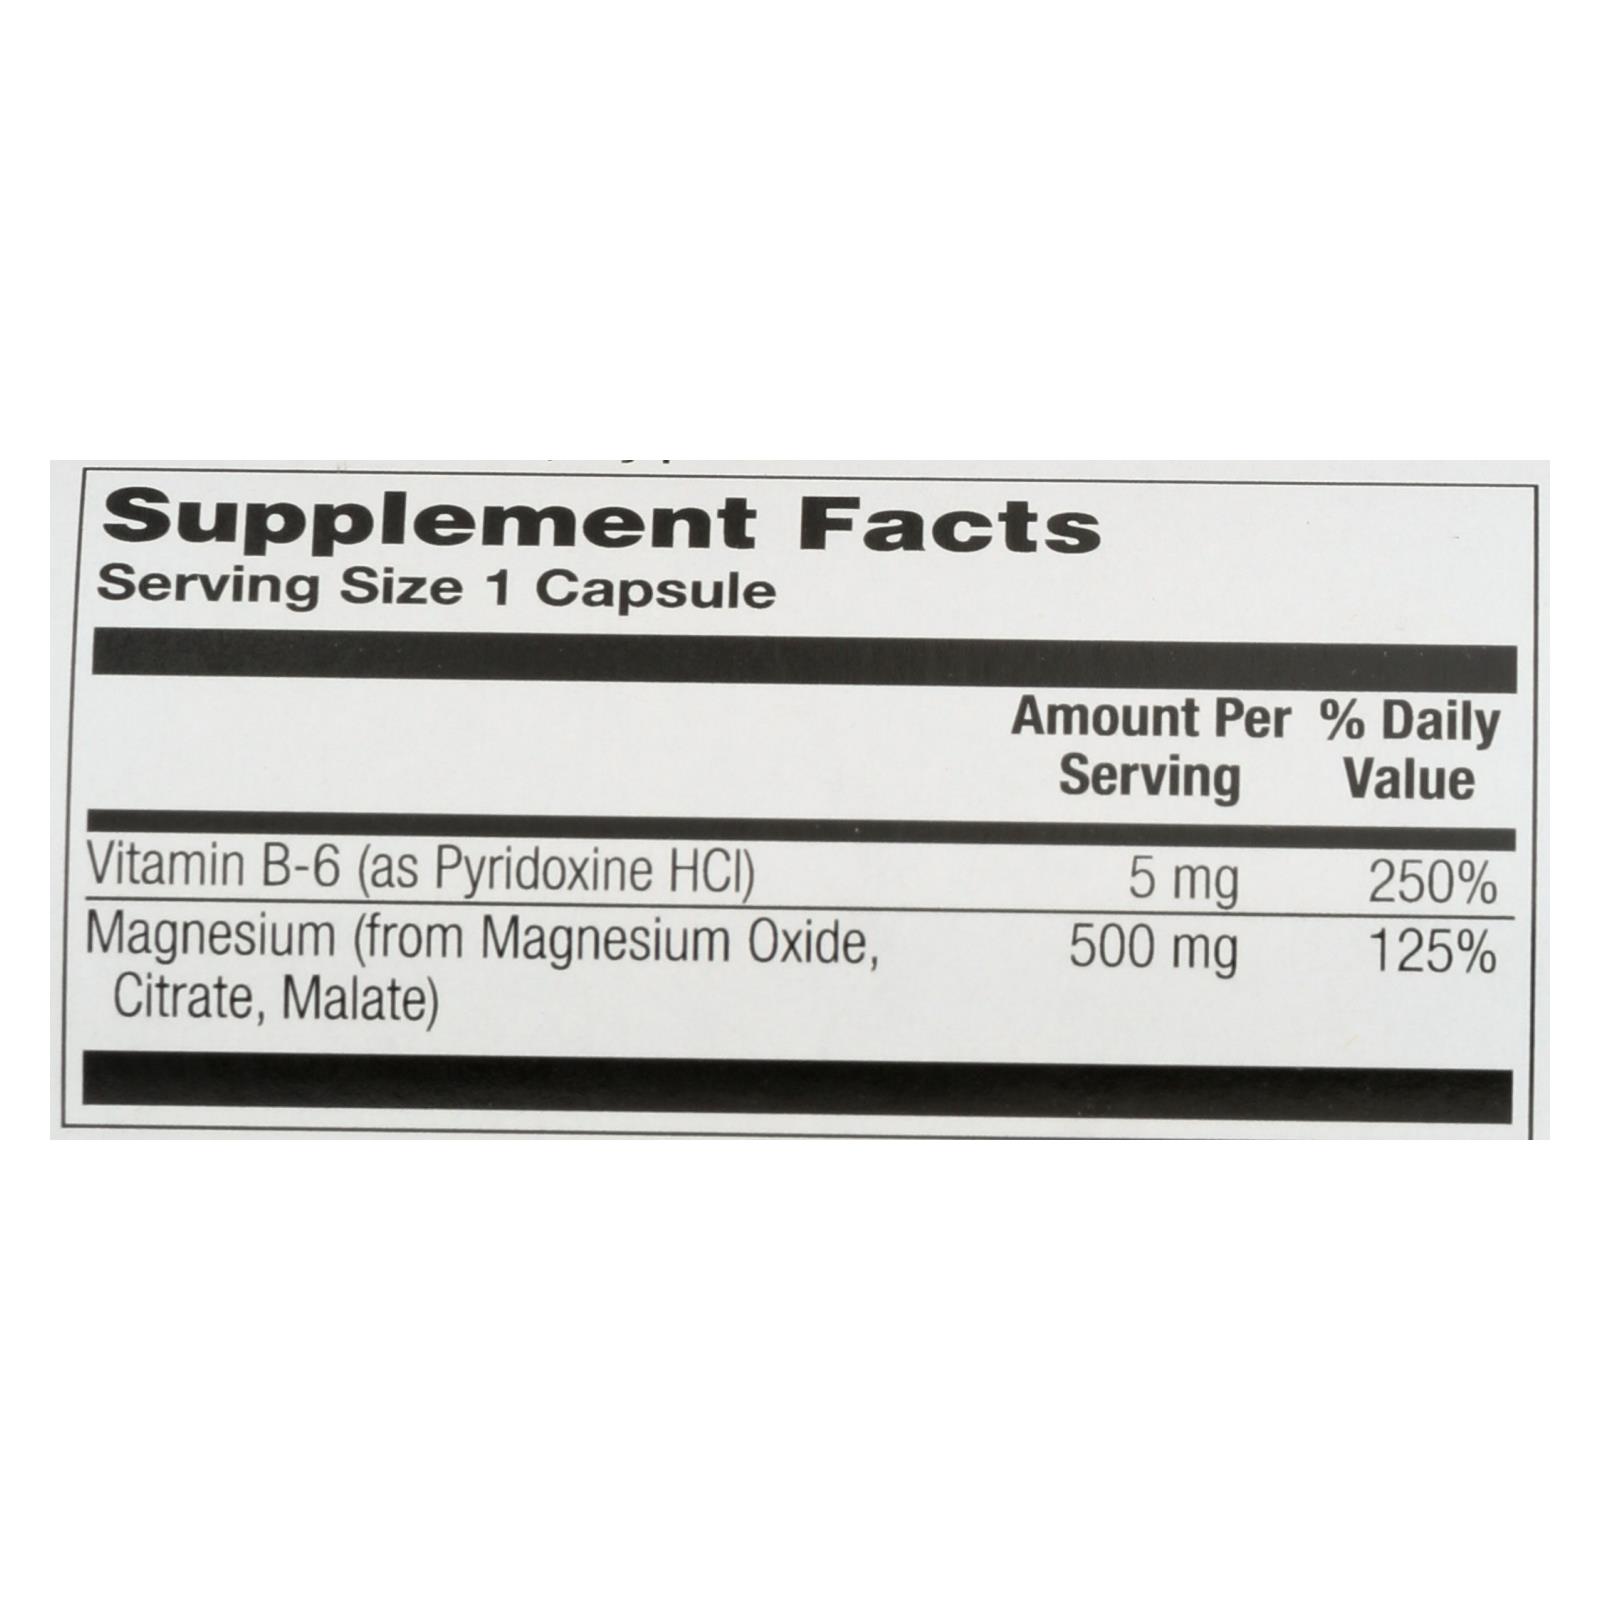 Supplement Facts
Serving Size 1 Capsule
Amount Per % Daily
Serving Value
Vitamin B-6 (as Pyridoxine HCl) 5 mg 250%
Magnesium (from Magnesium Oxide, 500 mg 125%
Citrate, Malate)